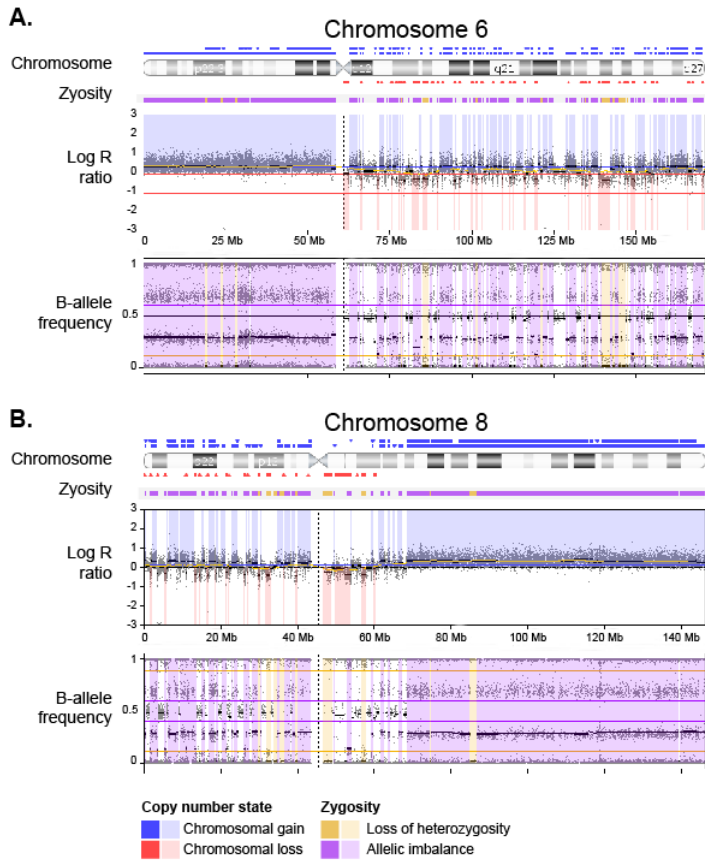 A.
Chromosome 6
Chromosome
p22.3
q12
q21
q27
Zyosity
Log R
ratio
3
2
1
0
-1
-2
-3
0 25 Mb 50 Mb 75 Mb 100 Mb 125 Mb 150 Mb
B-allele
frequency
1
0.5
0
B.
Chromosome 8
Chromosome
p22
p12
Zyosity
Log R
ratio
3
2
1
0
-1
-2
-3
0 20 Mb 40 Mb 60 Mb 80 Mb 100 Mb 120 Mb 140 Mb
B-allele
frequency
1
0.5
0
Copy number state Zygosity
Chromosomal gain Loss of heterozygosity
Chromosomal loss Allelic imbalance